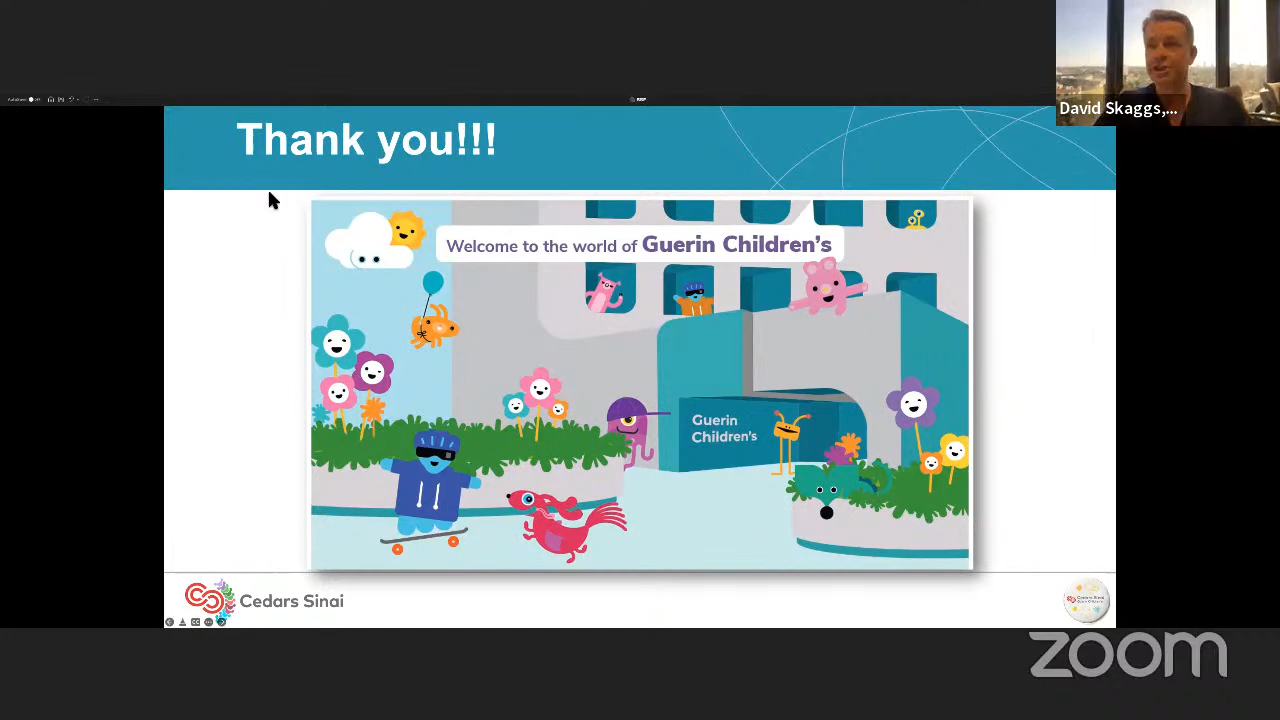 David Skaggs,...
Thank you!!!
Welcome to the world of Guerin Children's
Guerin
Children's
Cedars Sinai
zoom